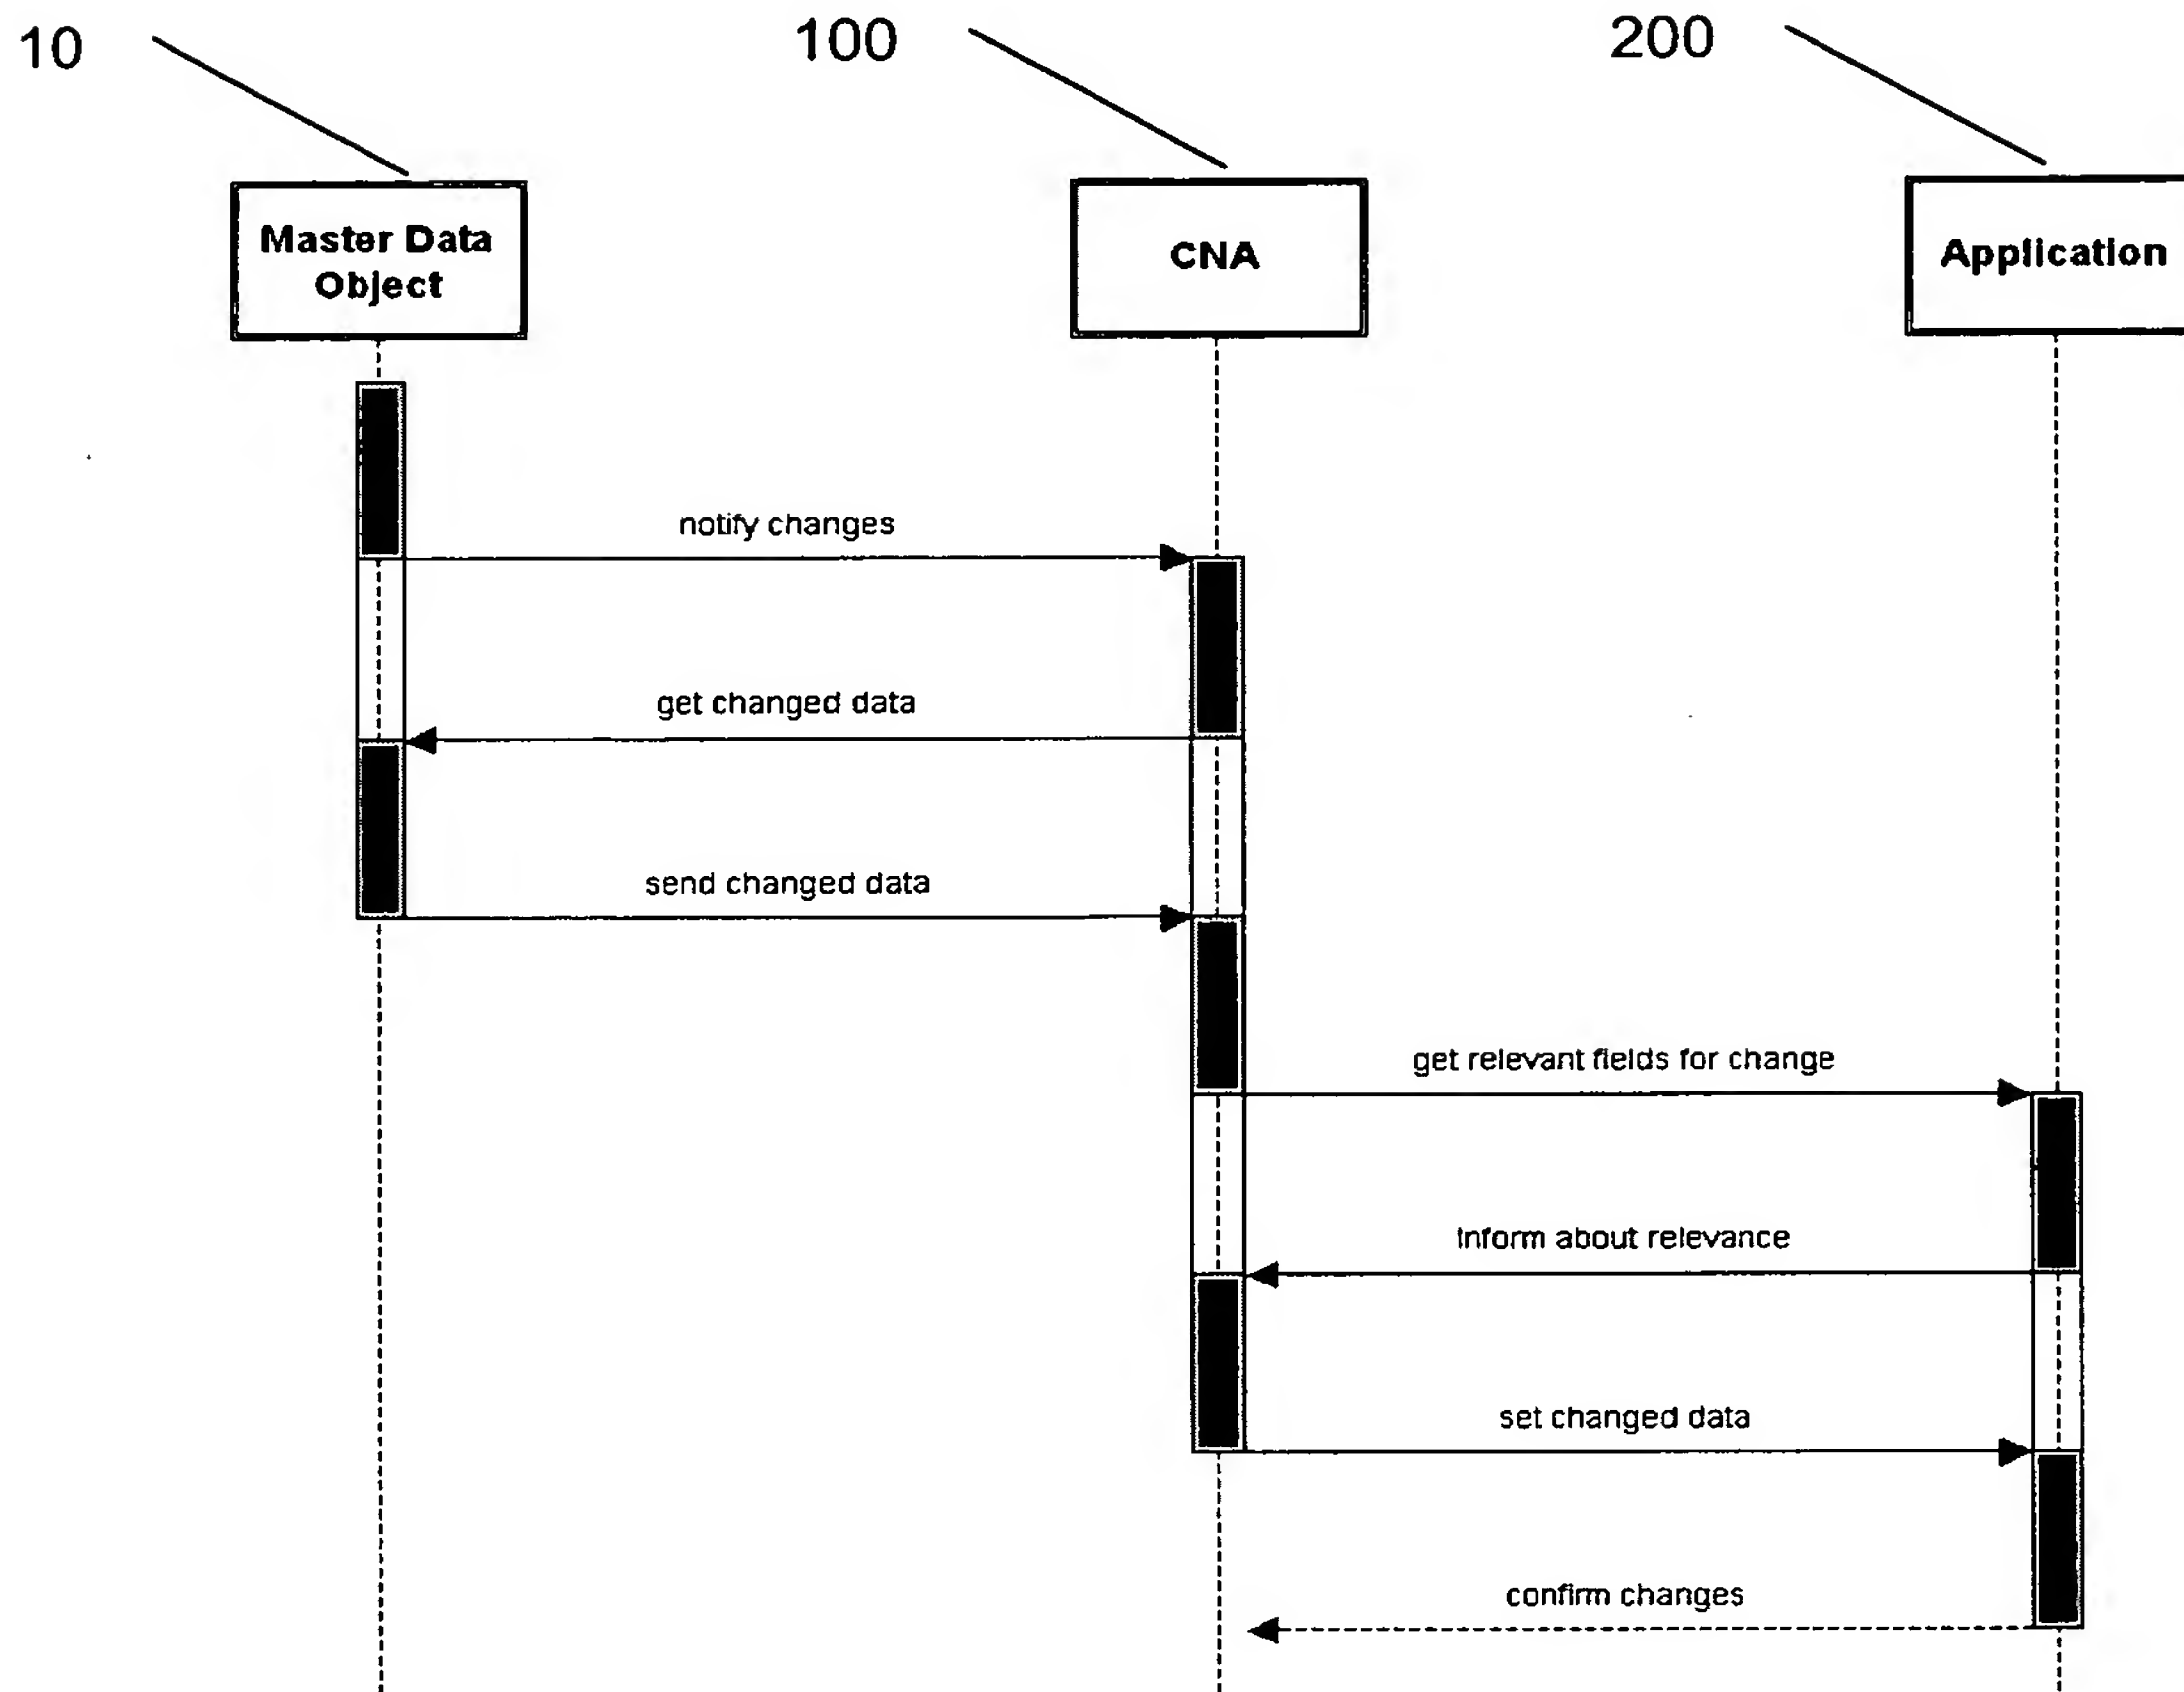 10
100
200
Master Data
Object
CNA
Application
notify changes
get changed data
send changed data
get relevant fields for change
Inform about relevance
set changed data
confirm changes